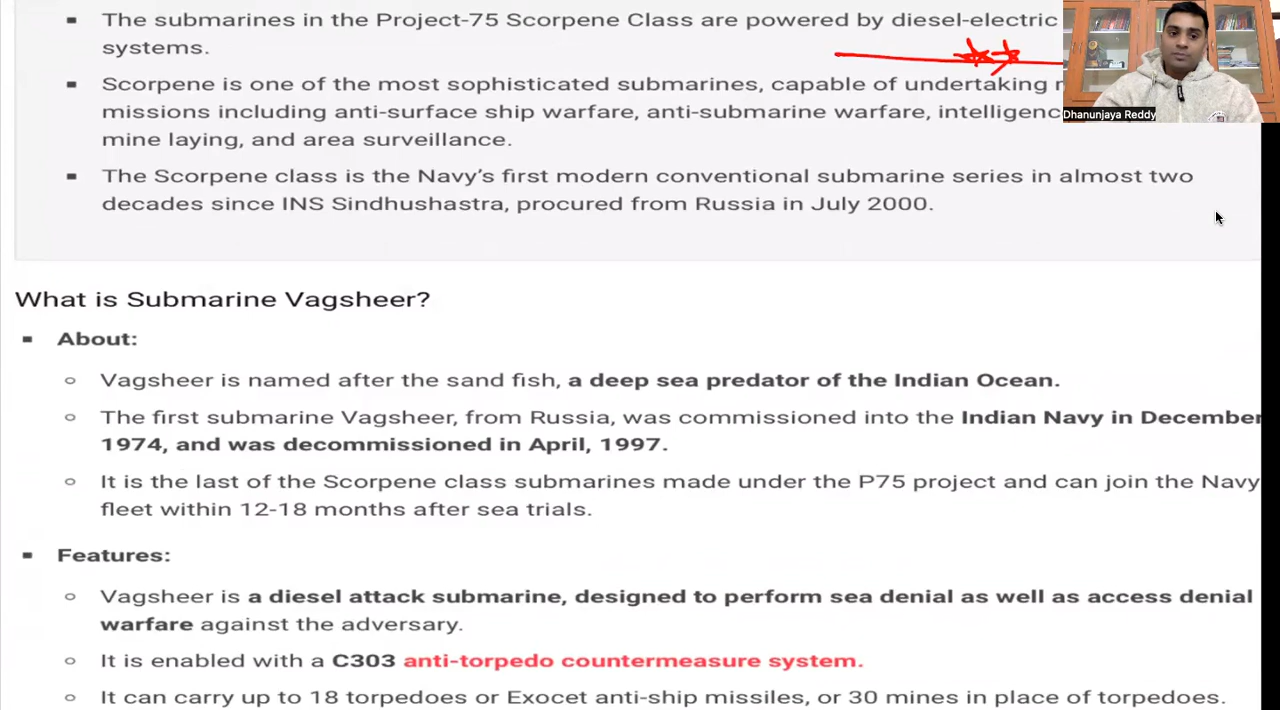 The submarines in the Project-75 Scorpene Class are powered by diesel-electric
systems.
Scorpene is one of the most sophisticated submarines, capable of undertaking
missions including anti-surface ship warfare, anti-submarine warfare,
mine laying, and area surveillance.
The Scorpene class is the Navy's first modern conventional submarine series in almost two
decades since INS Sindhushastra, procured from Russia in July 2000.
Dhanunjaya Reddy
What is Submarine Vagsheer?
About:
Vagsheer is named after the sand fish, a deep sea predator of the Indian Ocean.
The first submarine Vagsheer, from Russia, was commissioned into the Indian Navy in December
1974, and was decommissioned in April, 1997.
It is the last of the Scorpene class submarines made under the P75 project and can join the Navy
fleet within 12-18 months after sea trials.
Features:
Vagsheer is a diesel attack submarine, designed to perform sea denial as well as access denial
warfare against the adversary.
It is enabled with a C303 anti-torpedo countermeasure system.
It can carry up to 18 torpedoes or Exocet anti-ship missiles, or 30 mines in place of torpedoes.